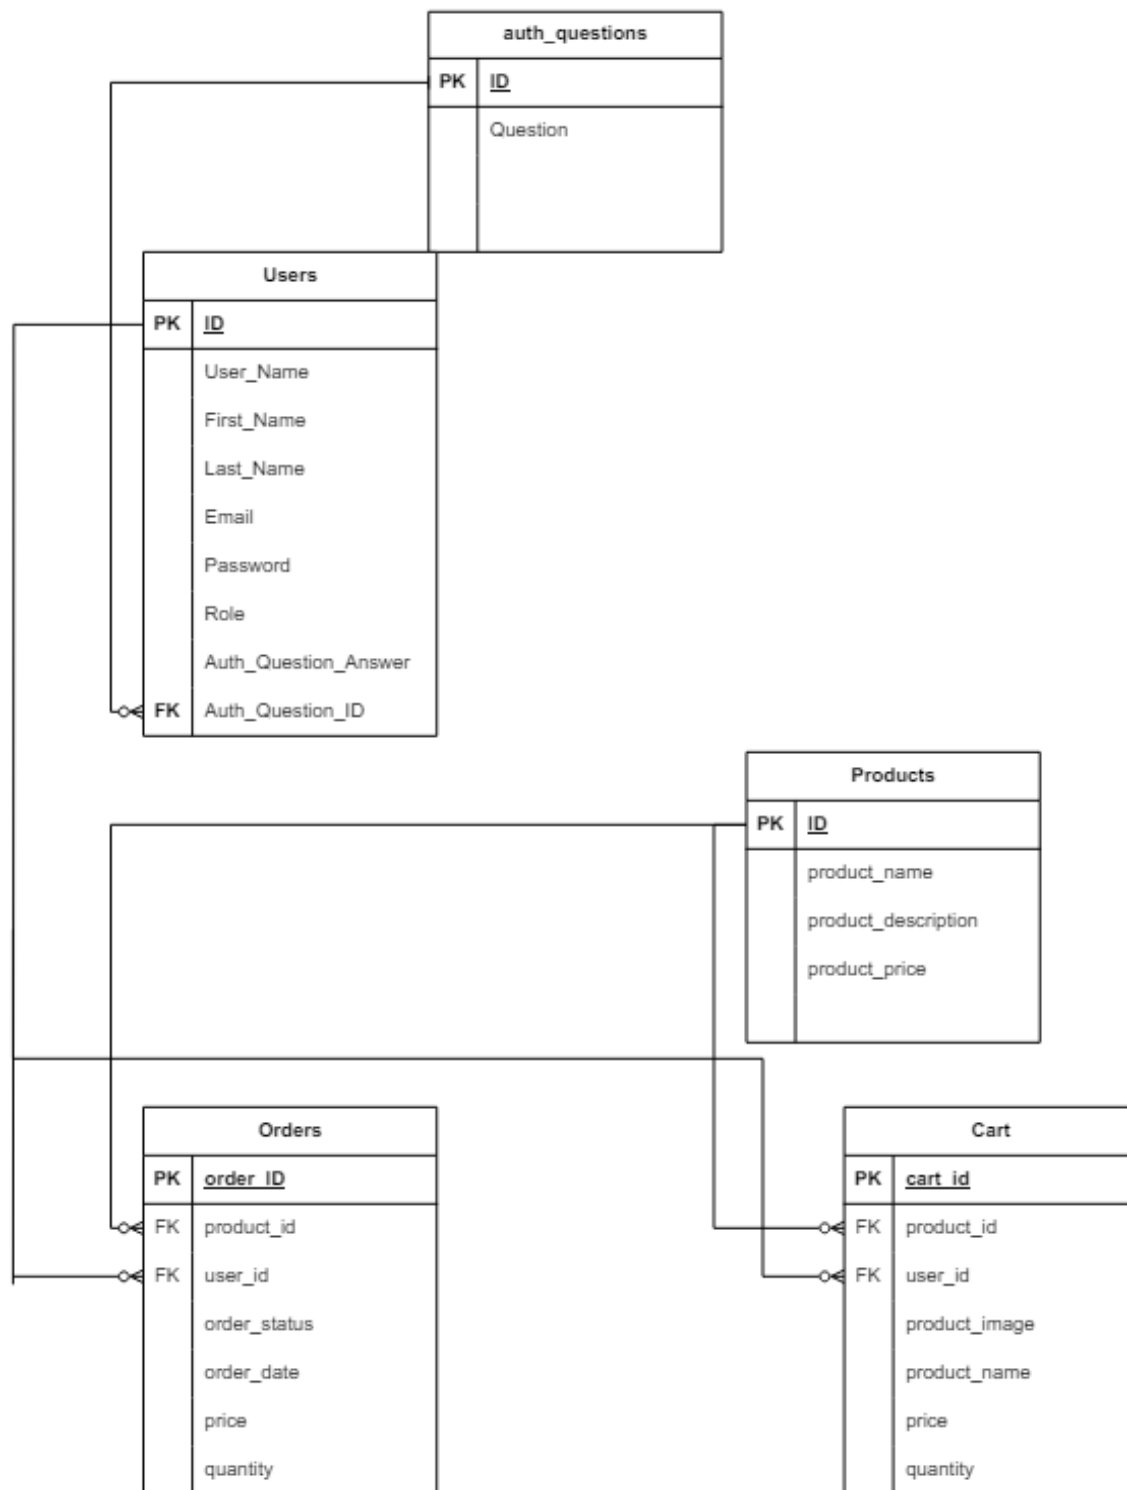 auth_questions
PK ID
Question
Users
PK ID
User_Name
First_Name
Last_Name
Email
Password
Role
Auth_Question_Answer
FK Auth_Question_ID
Products
PK ID
product_name
product_description
product_price
Orders
PK order_ID
FK product_id
FK user_id
order_status
order_date
price
quantity
Cart
PK cart_id
FK product_id
FK user_id
product_image
product_name
price
quantity